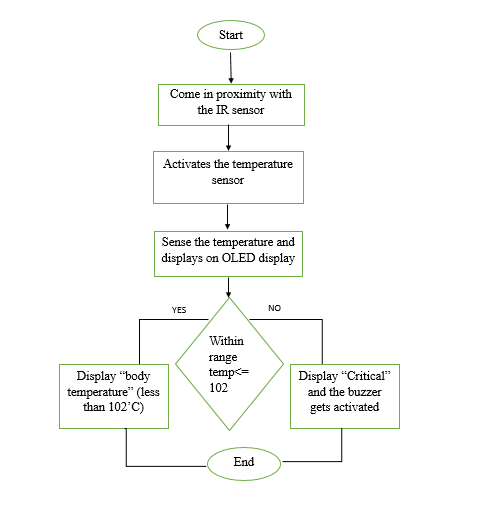 Start
Come in proximity with
the IR sensor
Activates the temperature
sensor
Sense the temperature and
displays on OLED display
YES
NO
Within
range
temp<=
102
Display “body
temperature” (less
than 102’C)
Display “Critical”
and the buzzer
gets activated
End